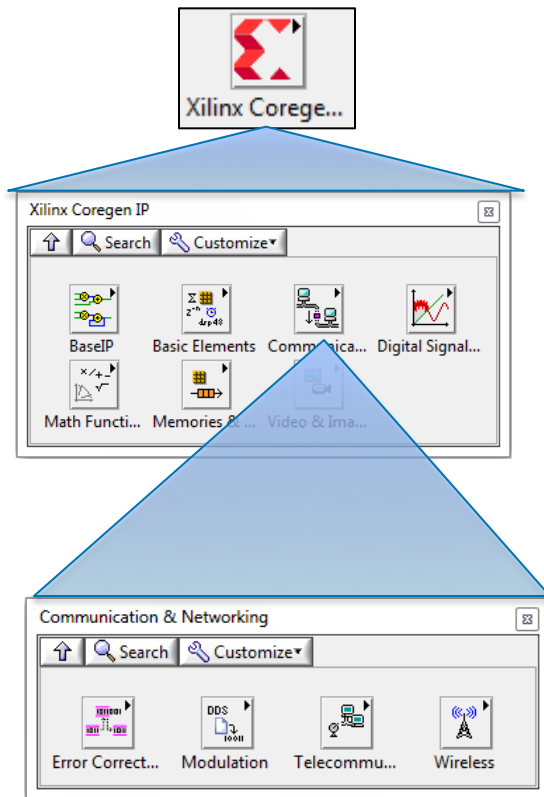 Xilinx Corege...
Xilinx Coregen IP
Search Customize
BaseIP Basic Elements Communica... Digital Signal...
Math Functi... Memories & ... Video & Ima...
Communication & Networking
Search Customize
DDS
Error Correct... Modulation Telecommu... Wireless